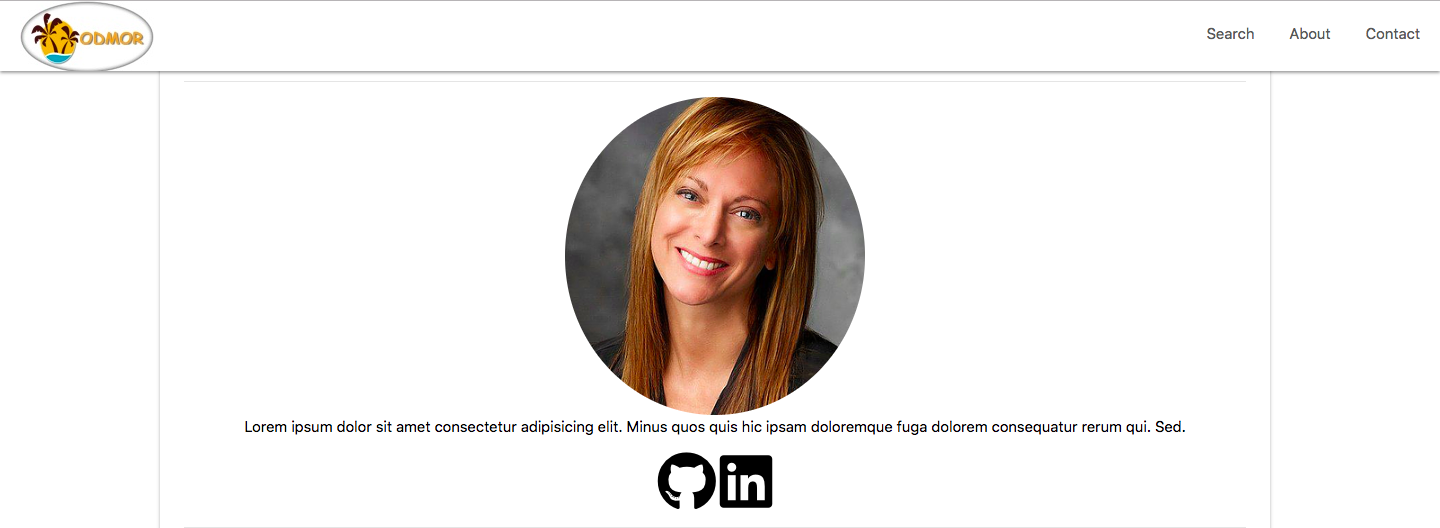 ODMOR
Search About Contact
Lorem ipsum dolor sit amet consectetur adipisicing elit. Minus quos quis hic ipsam doloremque fuga dolorem consequatur rerum qui. Sed.
in